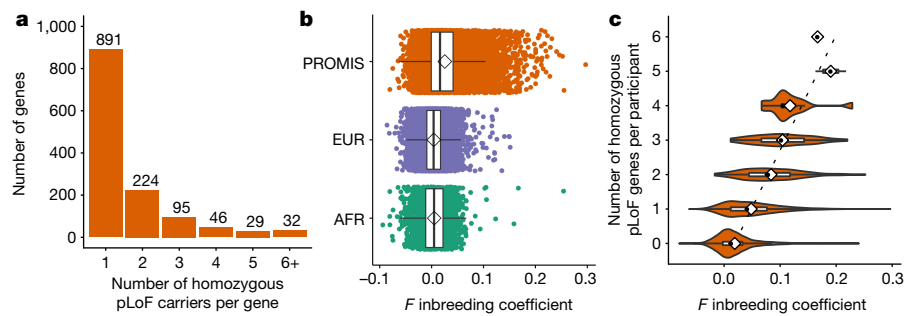 a
1,000
800
600
400
200
0
Number of genes
891
224
95
46
29
32
1 2 3 4 5 6+
Number of homozygous
pLoF carriers per gene
b
PROMIS
EUR
AFR
−0.1 0.0 0.1 0.2 0.3
F inbreeding coefficient
c
Number of homozygous
pLoF genes per participant
6
5
4
3
2
1
0
0.0 0.1 0.2 0.3
F inbreeding coefficient